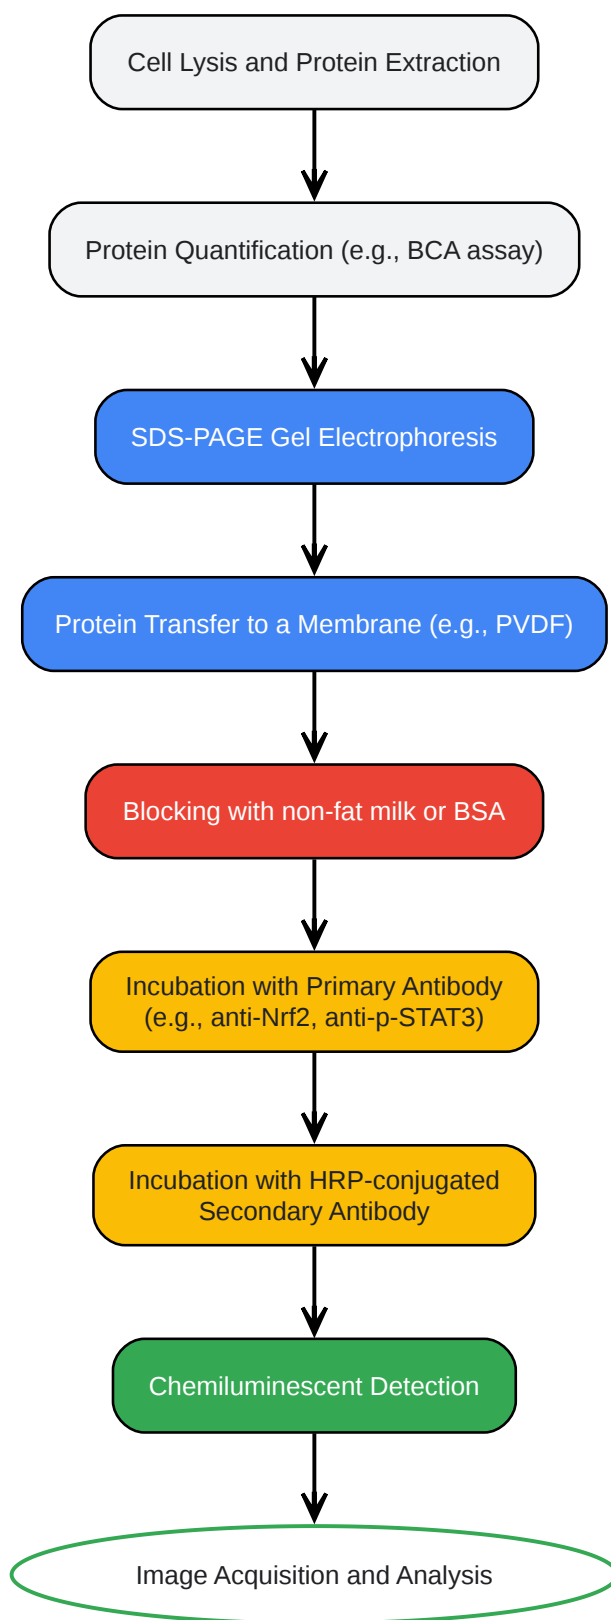 Cell Lysis and Protein Extraction
Protein Quantification (e.g., BCA assay)
SDS-PAGE Gel Electrophoresis
Protein Transfer to a Membrane (e.g., PVDF)
Blocking with non-fat milk or BSA
Incubation with Primary Antibody
(e.g., anti-Nrf2, anti-p-STAT3)
Incubation with HRP-conjugated
Secondary Antibody
Chemiluminescent Detection
Image Acquisition and Analysis